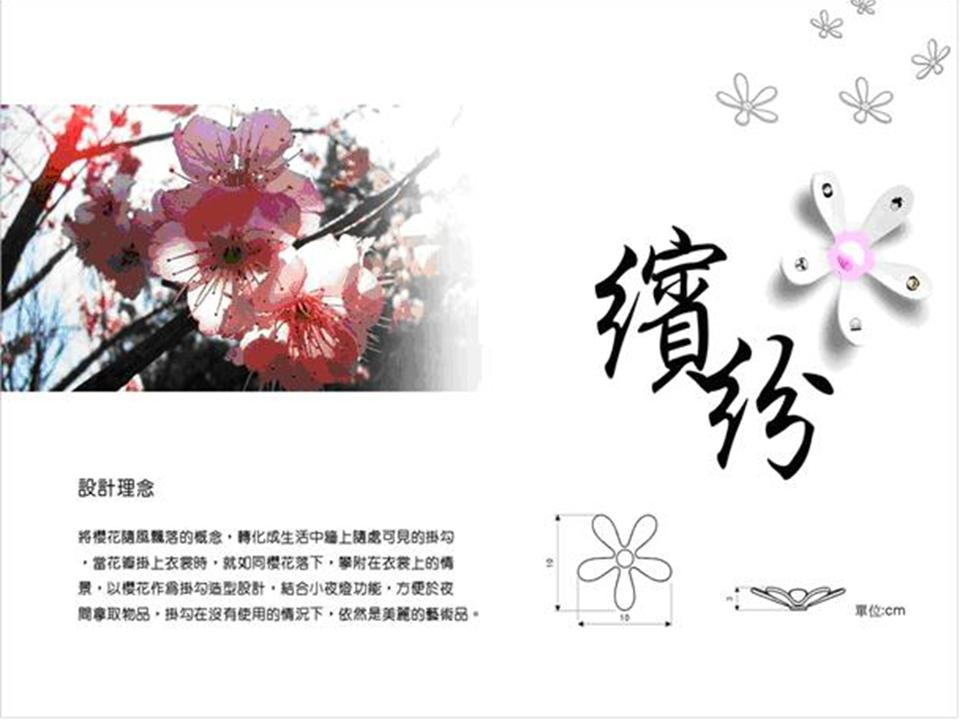 繽紛
設計理念
將櫻花隨風飄落的概念，轉化成生活中牆上隨處可見的掛勾
，當花瓣掛上衣裳時，就如同櫻花落下，攀附在衣裳上的情
景，以櫻花作為掛勾造型設計，結合小夜燈功能，方便於夜
間拿取物品，掛勾在沒有使用的情況下，依然是美麗的藝術品。
10
10
3
單位:cm